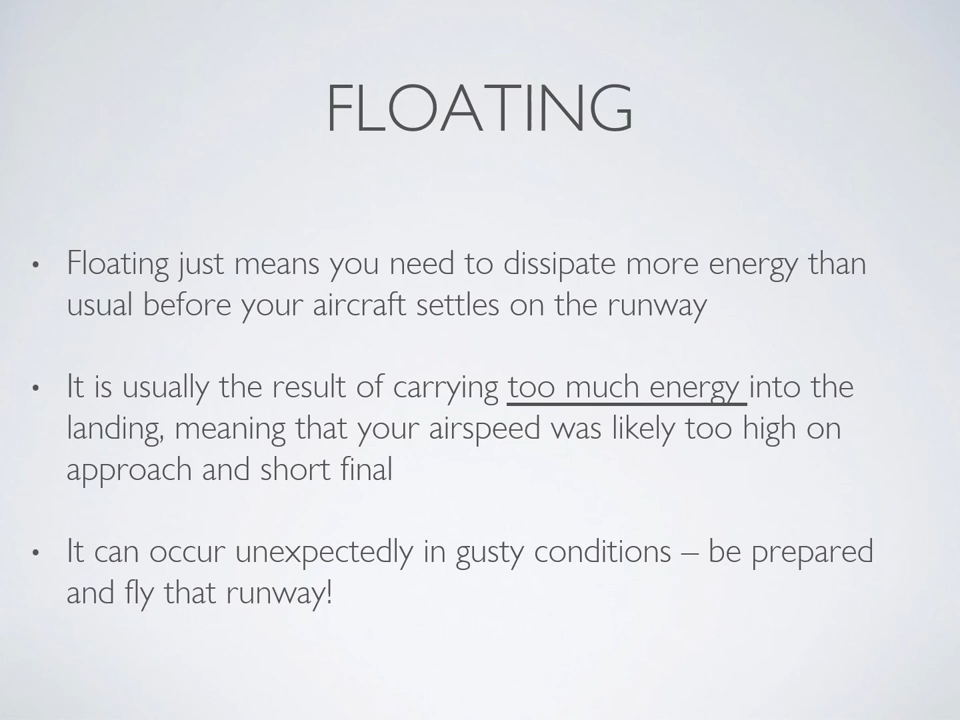 FLOATING
• Floating just means you need to dissipate more energy than
usual before your aircraft settles on the runway
• It is usually the result of carrying too much energy into the
landing, meaning that your airspeed was likely too high on
approach and short final
• It can occur unexpectedly in gusty conditions – be prepared
and fly that runway!